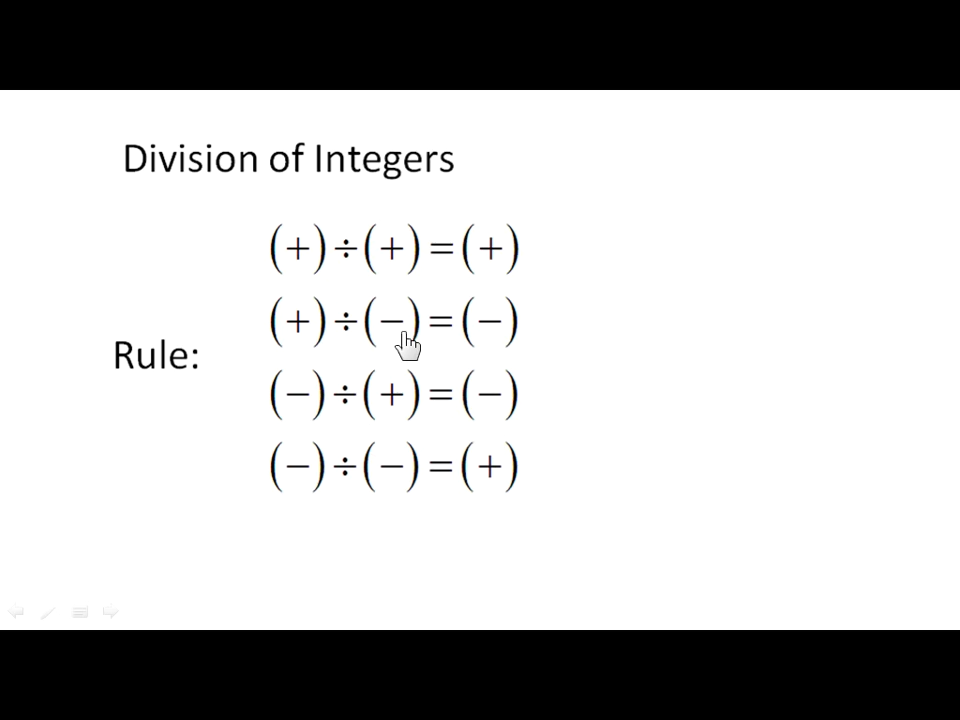 Division of Integers
(+)÷(+)=(+)
(+)÷(−)=(−)
Rule:
(−)÷(+)=(−)
(−)÷(−)=(+)